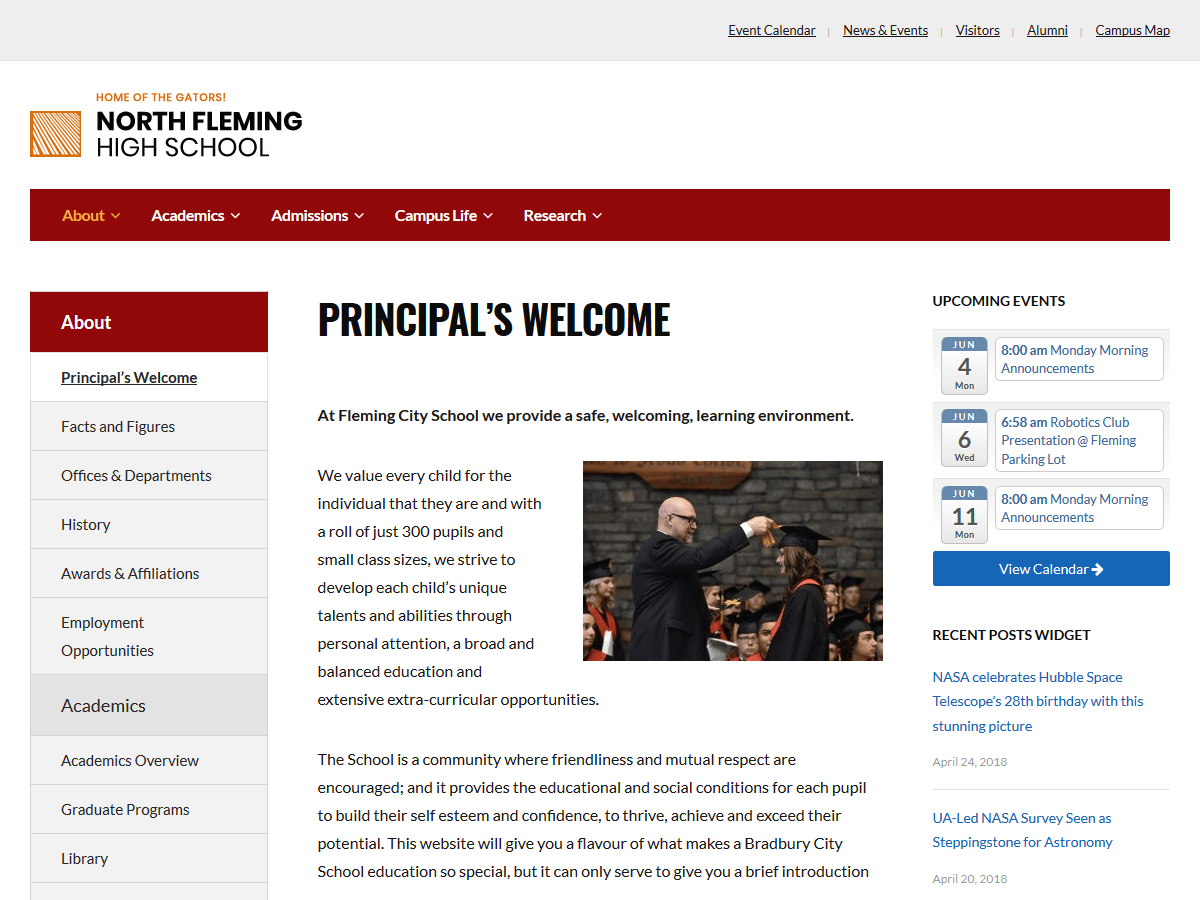 Event Calendar | News & Events | Visitors | Alumni | Campus Map
HOME OF THE GATORS!
NORTH FLEMING
HIGH SCHOOL
About Academics Admissions Campus Life Research
About
Principal’s Welcome
Facts and Figures
Offices & Departments
History
Awards & Affiliations
Employment
Opportunities
Academics
Academics Overview
Graduate Programs
Library
PRINCIPAL’S WELCOME
At Fleming City School we provide a safe, welcoming, learning environment.
We value every child for the
individual that they are and with
a roll of just 300 pupils and
small class sizes, we strive to
develop each child’s unique
talents and abilities through
personal attention, a broad and
balanced education and
extensive extra-curricular opportunities.
The School is a community where friendliness and mutual respect are
encouraged; and it provides the educational and social conditions for each pupil
to build their self esteem and confidence, to thrive, achieve and exceed their
potential. This website will give you a flavour of what makes a Bradbury City
School education so special, but it can only serve to give you a brief introduction
UPCOMING EVENTS
JUN
4
Mon
8:00 am Monday Morning
Announcements
JUN
6
Wed
6:58 am Robotics Club
Presentation @ Fleming
Parking Lot
JUN
11
Mon
8:00 am Monday Morning
Announcements
View Calendar
RECENT POSTS WIDGET
NASA celebrates Hubble Space
Telescope’s 28th birthday with this
stunning picture
April 24, 2018
UA-Led NASA Survey Seen as
Steppingstone for Astronomy
April 20, 2018